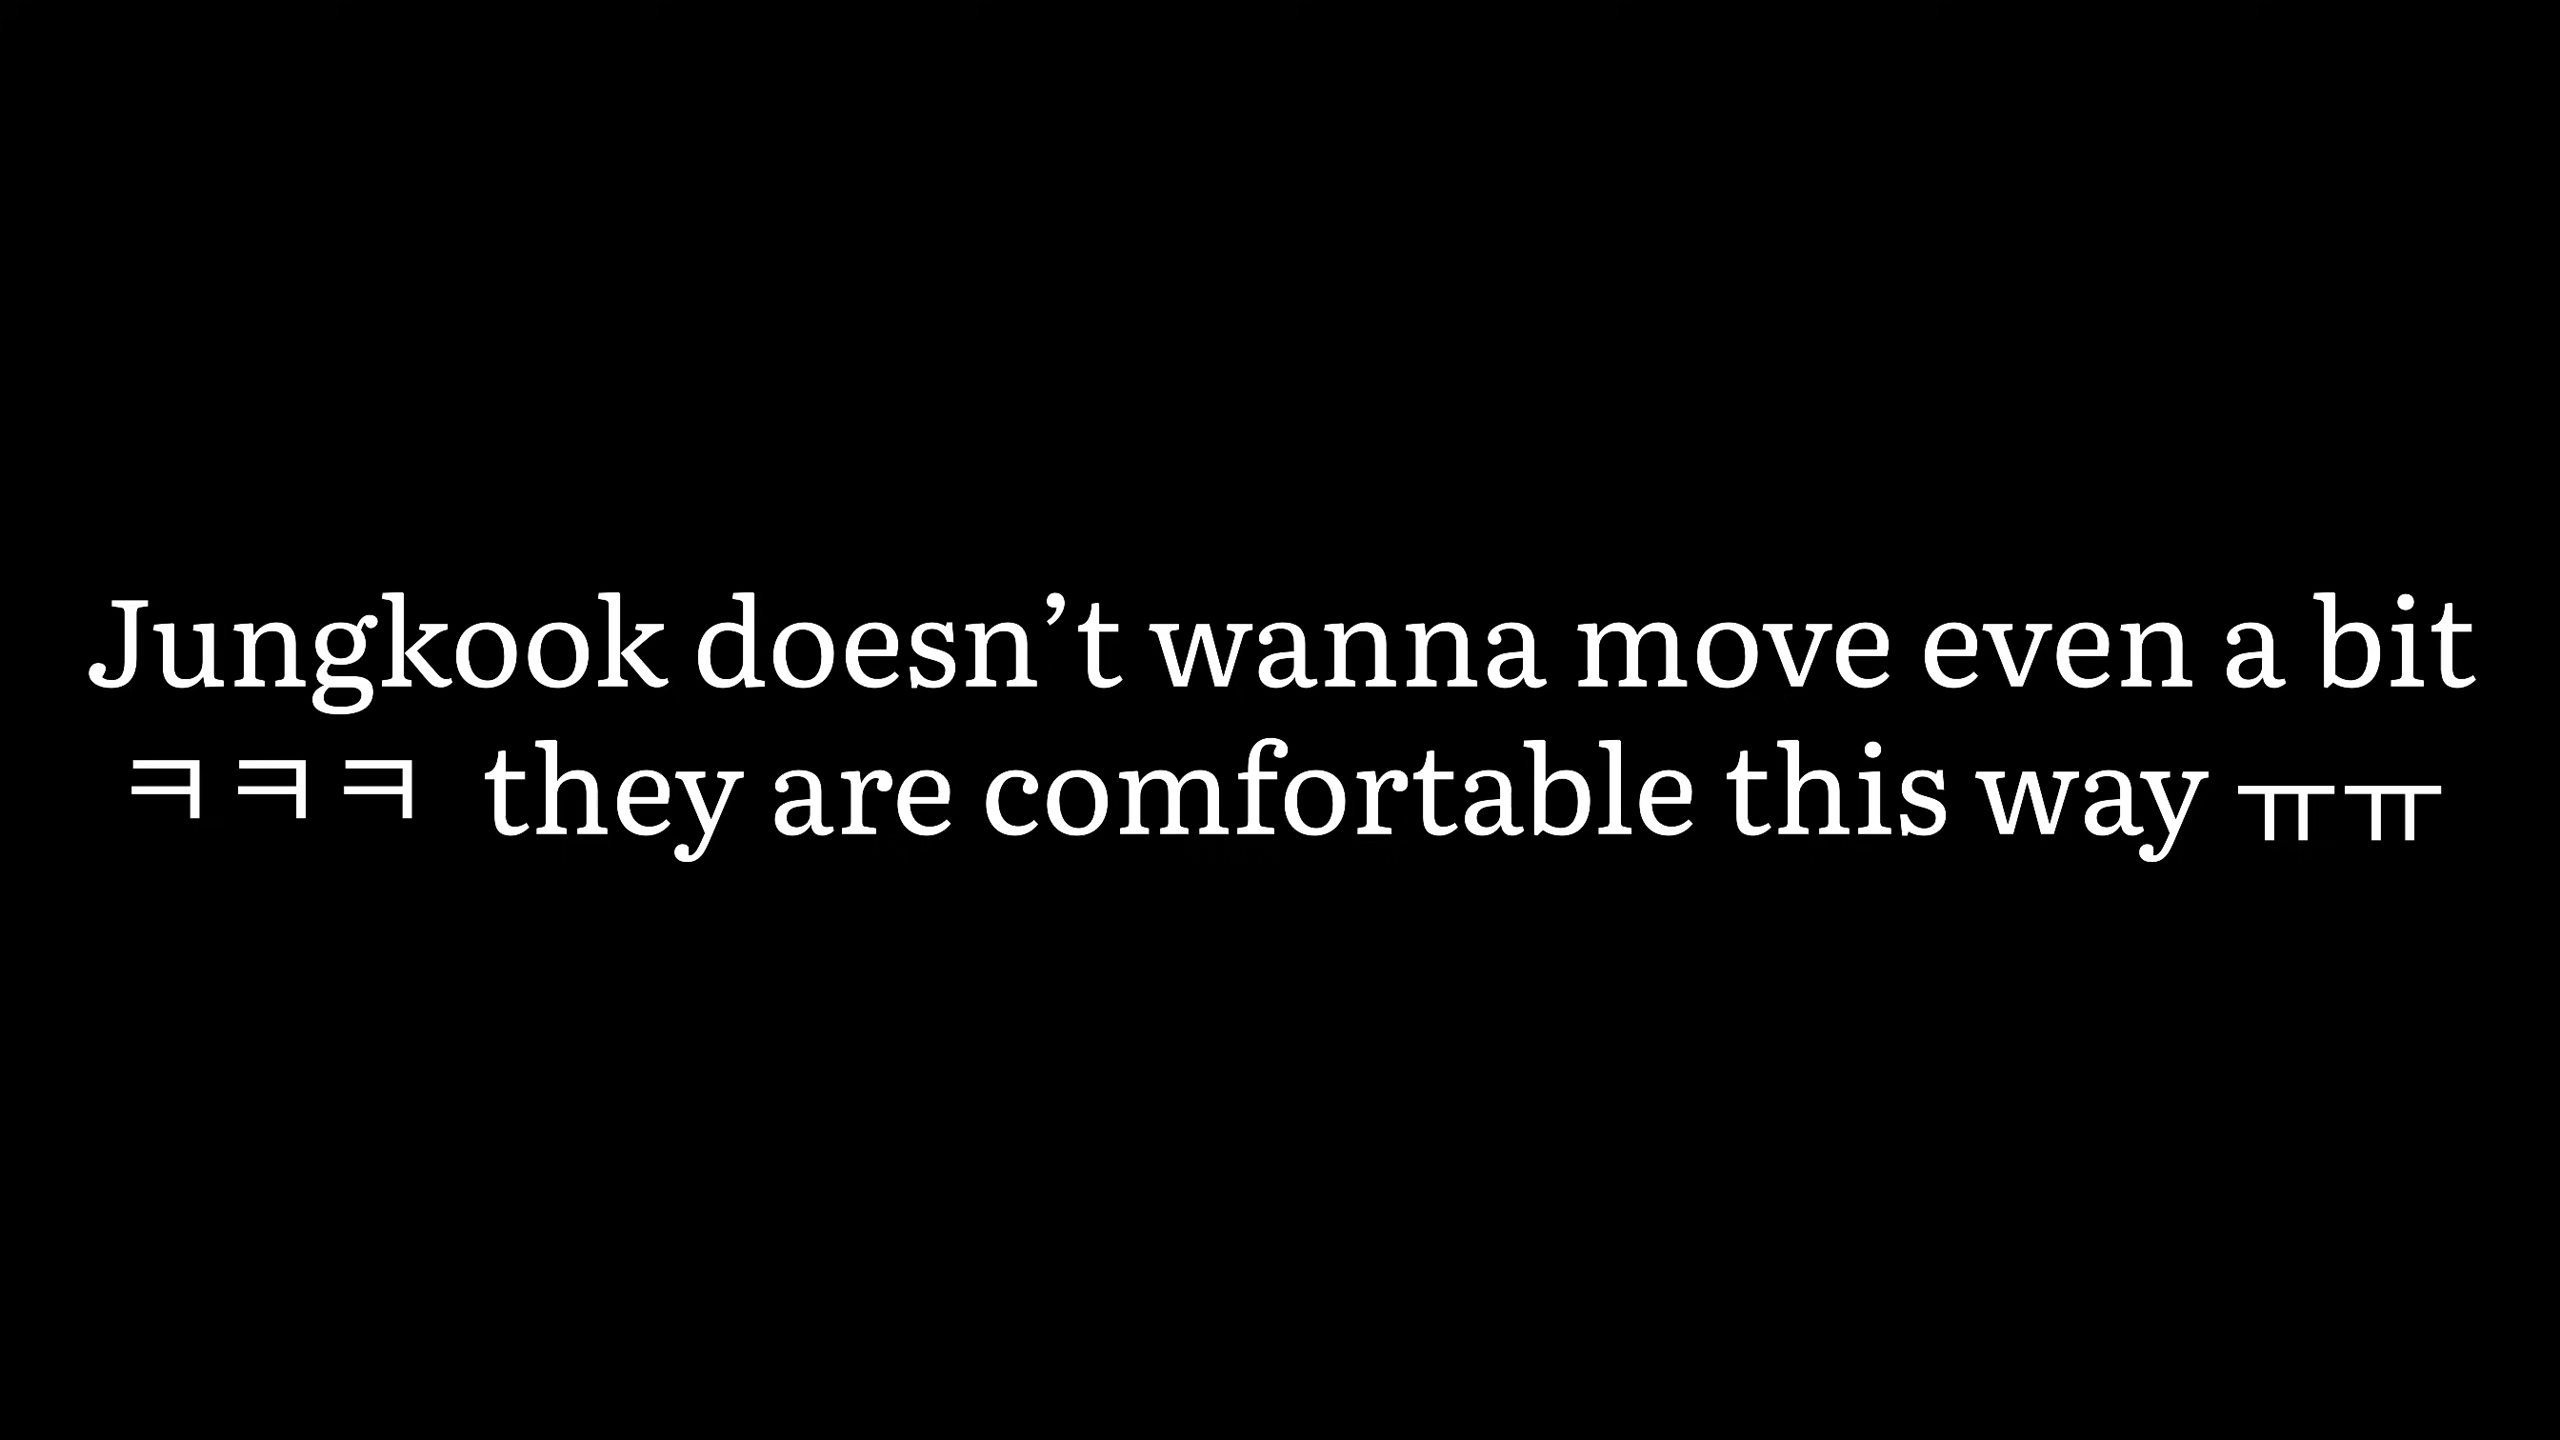 Jungkook doesn’t wanna move even a bit
ㅋㅋㅋ they are comfortable this way ㅠㅠ